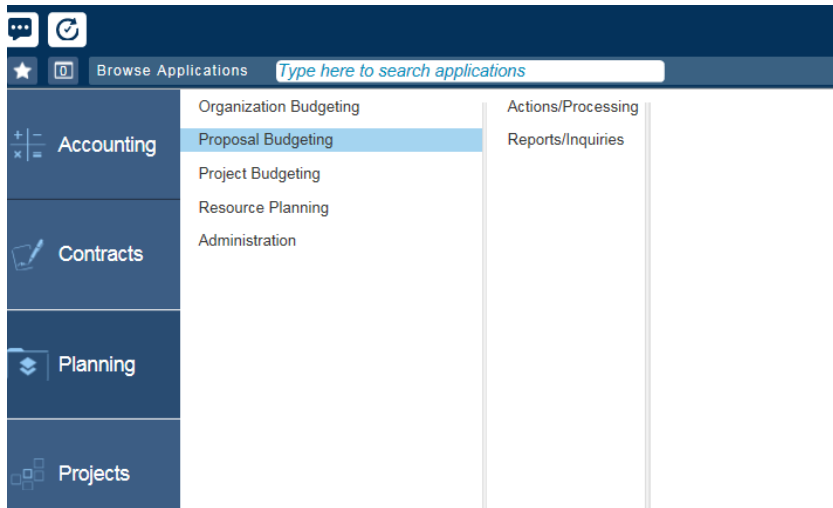 0
Browse Applications
Type here to search applications
Accounting
Contracts
Planning
Projects
Organization Budgeting
Proposal Budgeting
Project Budgeting
Resource Planning
Administration
Actions/Processing
Reports/Inquiries